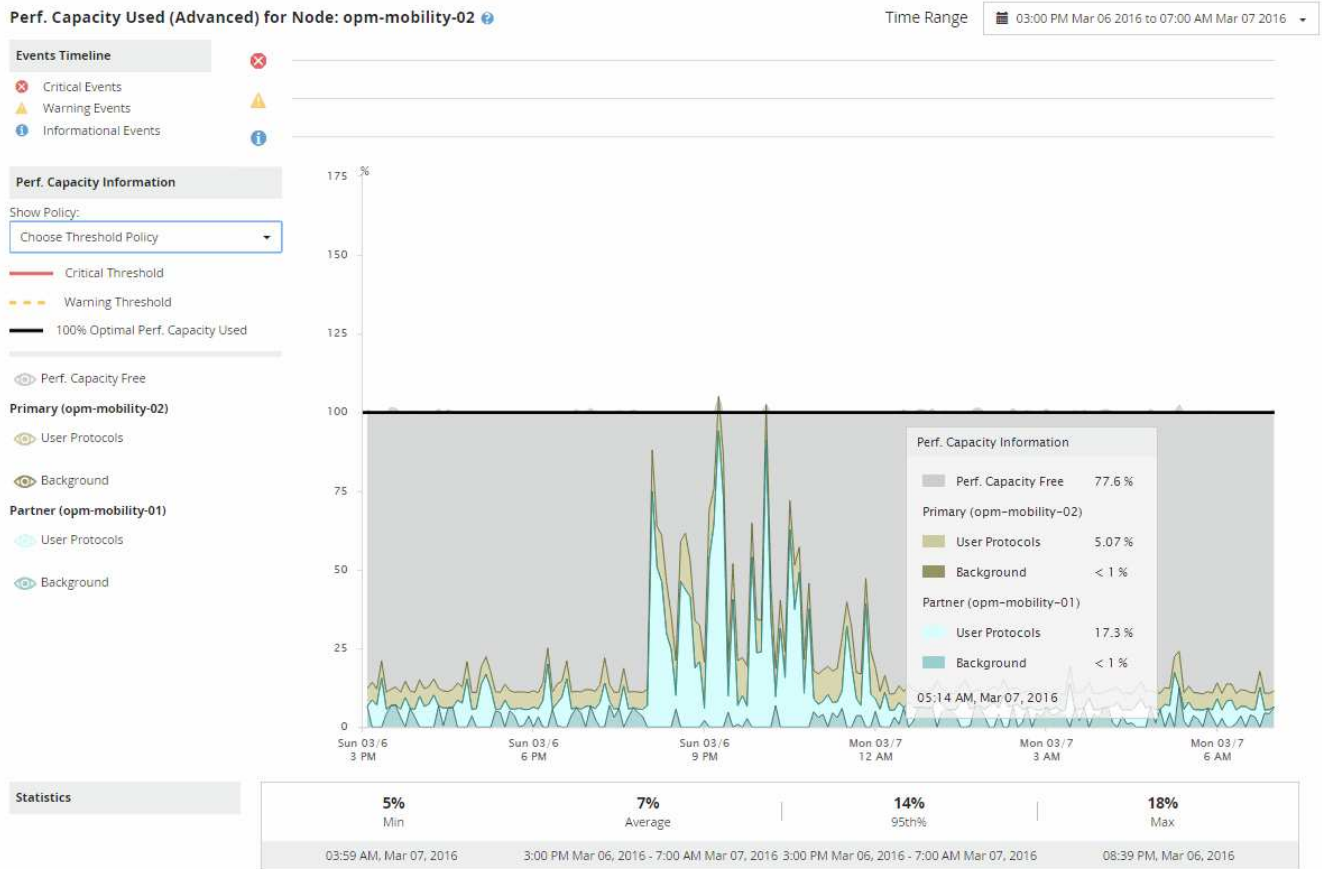 Perf. Capacity Used (Advanced) for Node: opm-mobility-02 ?
Time Range 03:00 PM Mar 06 2016 to 07:00 AM Mar 07 2016
Events Timeline
Critical Events
Warning Events
Informational Events
Perf. Capacity Information
Show Policy:
Choose Threshold Policy
Critical Threshold
Warning Threshold
100% Optimal Perf. Capacity Used
Perf. Capacity Free
Primary (opm-mobility-02)
User Protocols
Background
Partner (opm-mobility-01)
User Protocols
Background
%
175
150
125
100
75
50
25
0
Sun 03/6 Sun 03/6 Sun 03/6 Mon 03/7 Mon 03/7 Mon 03/7
3 PM 6 PM 9 PM 12 AM 3 AM 6 AM
Perf. Capacity Information
Perf. Capacity Free 77.6 %
Primary (opm-mobility-02)
User Protocols 5.07 %
Background < 1 %
Partner (opm-mobility-01)
User Protocols 17.3 %
Background < 1 %
05:14 AM, Mar 07, 2016
Statistics
5% 7% 14% 18%
Min Average 95th% Max
03:59 AM, Mar 07, 2016 3:00 PM Mar 06, 2016 - 7:00 AM Mar 07, 2016 3:00 PM Mar 06, 2016 - 7:00 AM Mar 07, 2016 08:39 PM, Mar 06, 2016